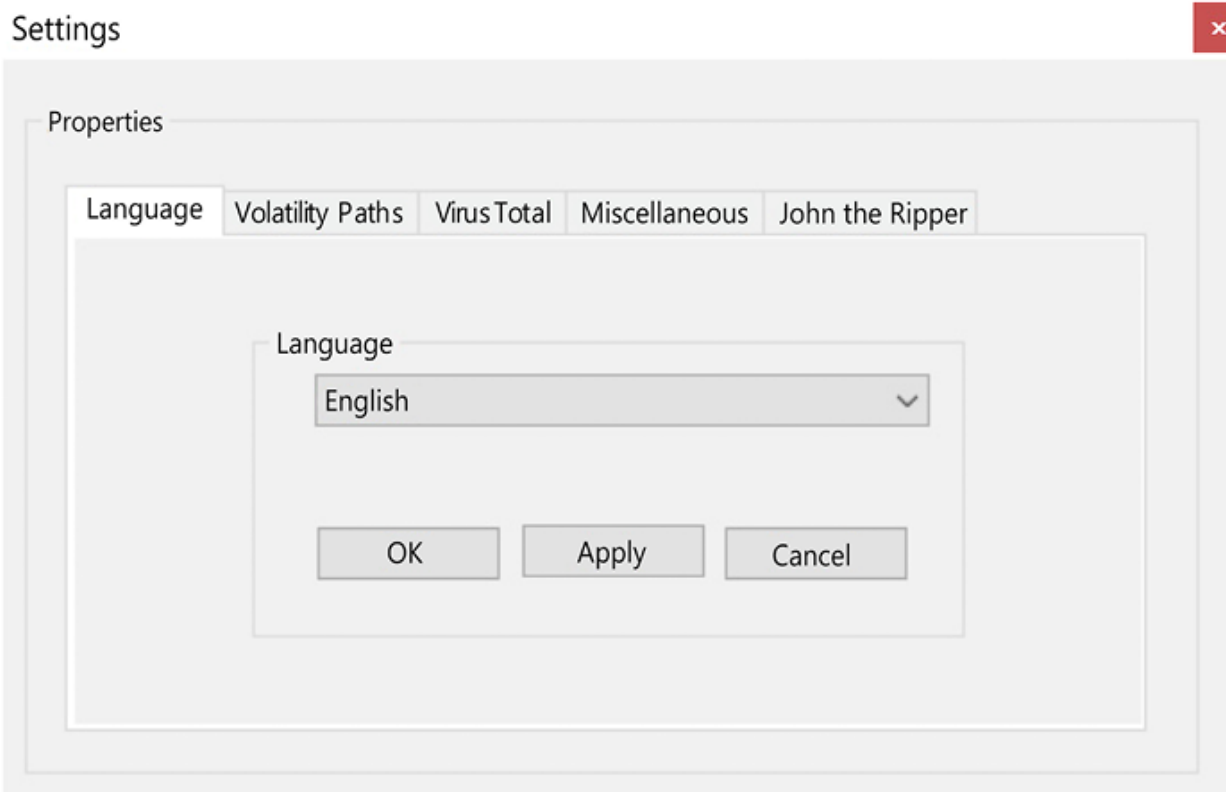 Settings
Properties
Language Volatility Paths Virus Total Miscellaneous John the Ripper
Language
English
OK Apply Cancel